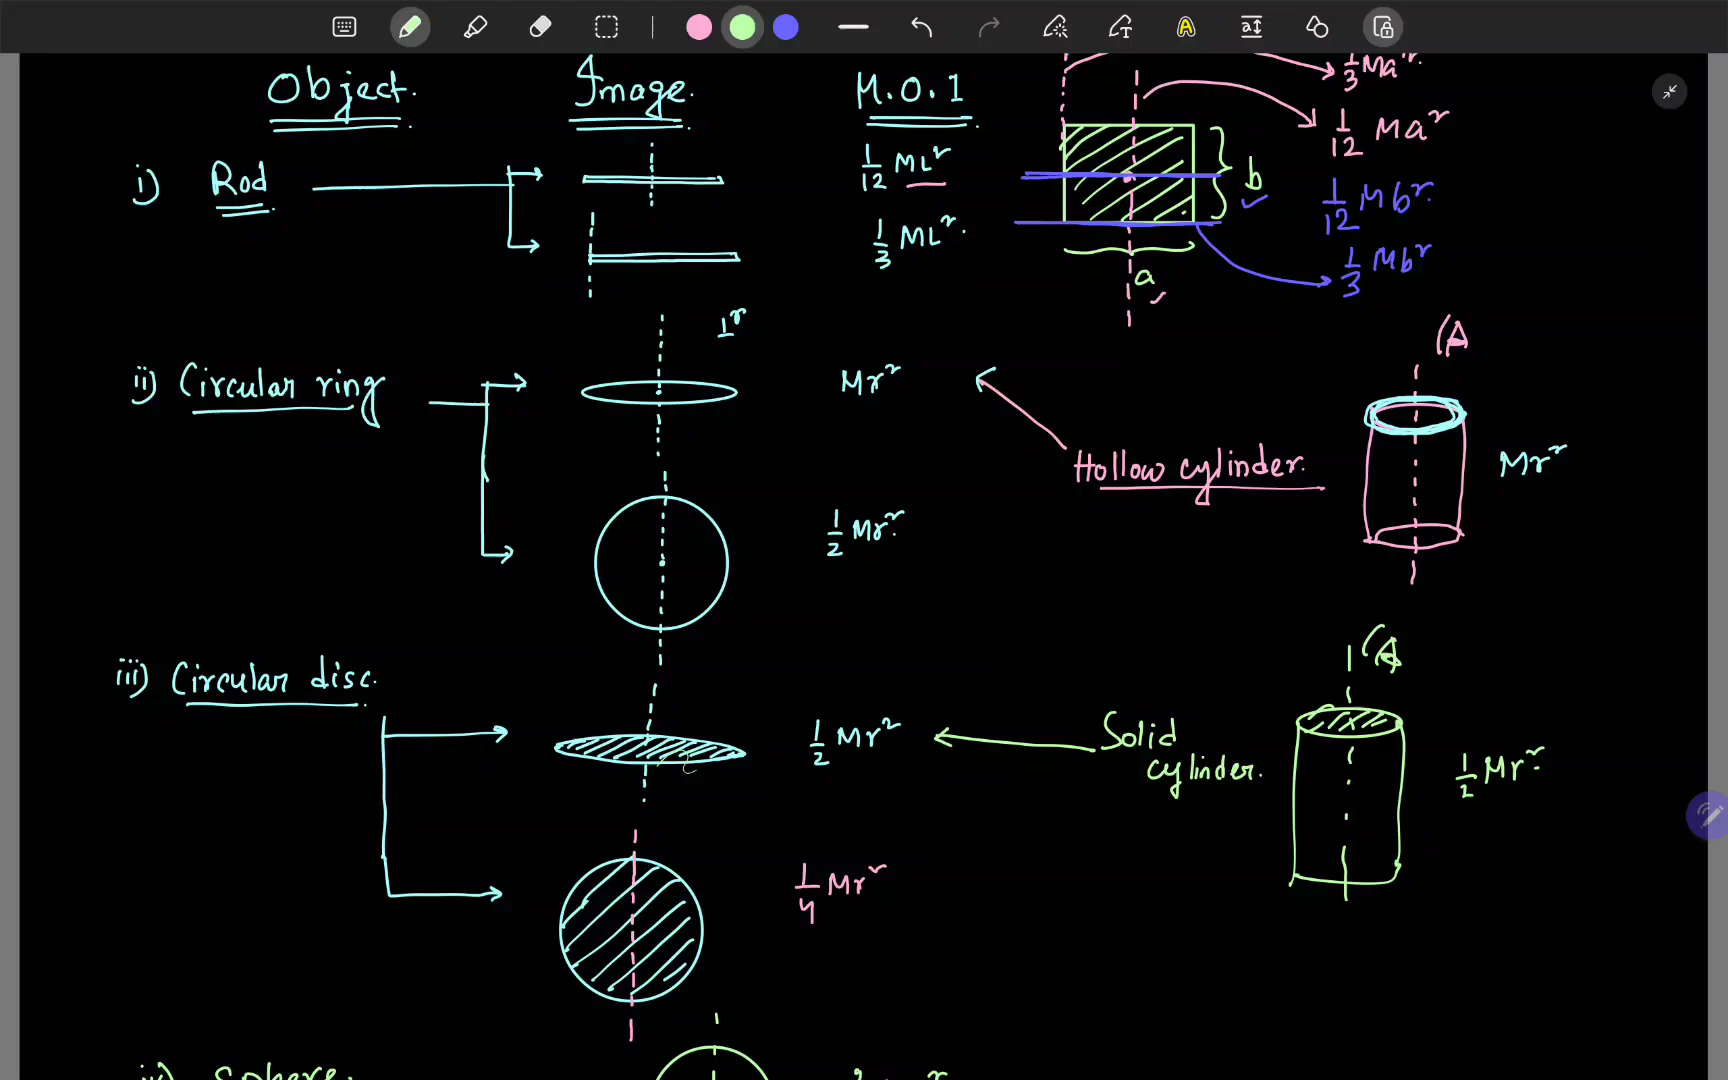 Object. Image. M.O.I
i) Rod
1/12 ML²
1/3 ML².
1/3 Ma².
1/12 Ma²
b
1/12 Mb².
1/3 Mb²
a
ii) Circular ring
Mr²
1/2 Mr².
Hollow cylinder.
(A
Mr²
iii) Circular disc.
1/2 Mr²
1/4 Mr²
Solid
cylinder.
(A
1/2 Mr².
iv) Sphere.